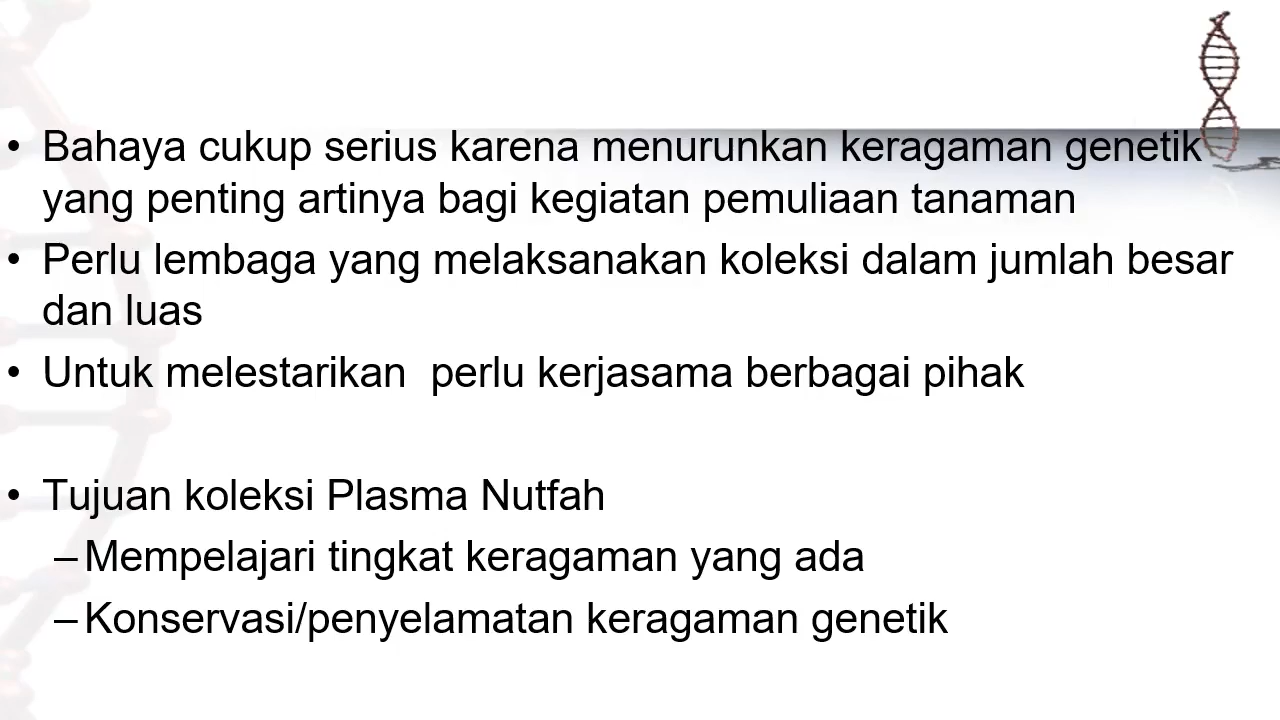 • Bahaya cukup serius karena menurunkan keragaman genetik
yang penting artinya bagi kegiatan pemuliaan tanaman
• Perlu lembaga yang melaksanakan koleksi dalam jumlah besar
dan luas
• Untuk melestarikan  perlu kerjasama berbagai pihak
• Tujuan koleksi Plasma Nutfah
– Mempelajari tingkat keragaman yang ada
– Konservasi/penyelamatan keragaman genetik